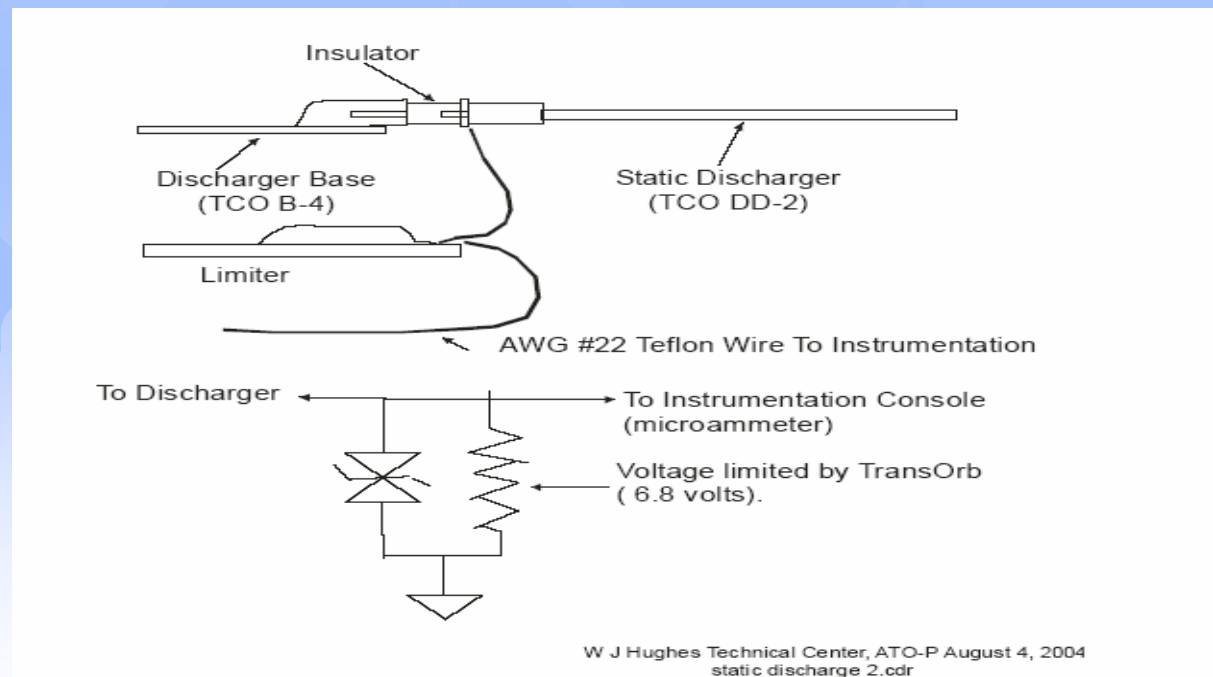 Insulator
Discharger Base
(TCO B-4)
Static Discharger
(TCO DD-2)
Limiter
AWG #22 Teflon Wire To Instrumentation
To Discharger
To Instrumentation Console
(microammeter)
Voltage limited by TransOrb
( 6.8 volts).
W J Hughes Technical Center, ATO-P August 4, 2004
static discharge 2.cdr